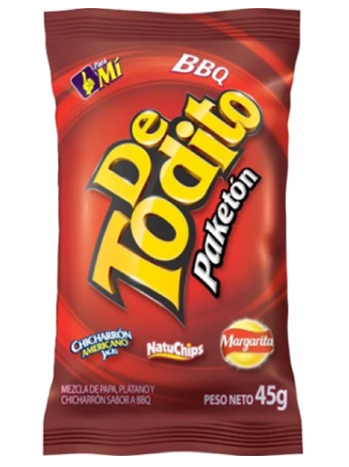 Para
Mí
BBQ
De
Todito
Paketón
CHICHARRÓN
AMERICANO
JACKS
NatuChips
Margarita
MEZCLA DE PAPA, PLÁTANO Y
CHICHARRÓN SABOR A BBQ
PESO NETO 45g